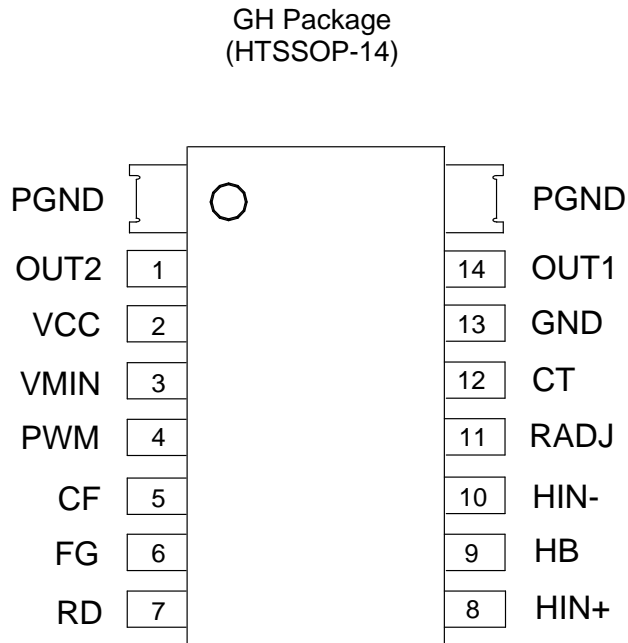 GH Package
(HTSSOP-14)
PGND PGND
OUT2 1 14 OUT1
VCC 2 13 GND
VMIN 3 12 CT
PWM 4 11 RADJ
CF 5 10 HIN-
FG 6 9 HB
RD 7 8 HIN+